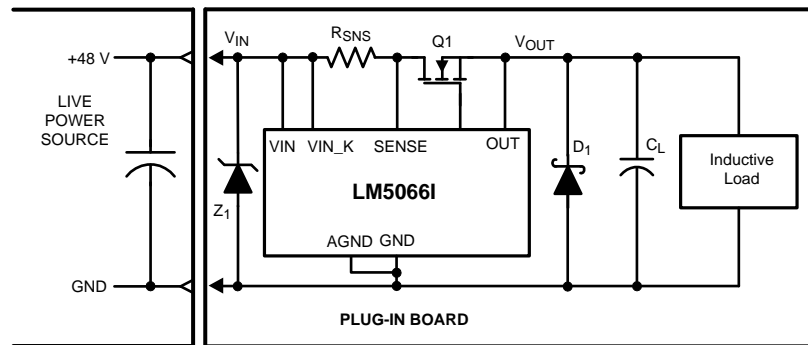 +48 V
LIVE
POWER
SOURCE
GND
VIN
RSNS
Q1
VOUT
VIN
VIN_K
SENSE
OUT
LM5066I
AGND
GND
Z1
D1
CL
Inductive
Load
PLUG-IN BOARD